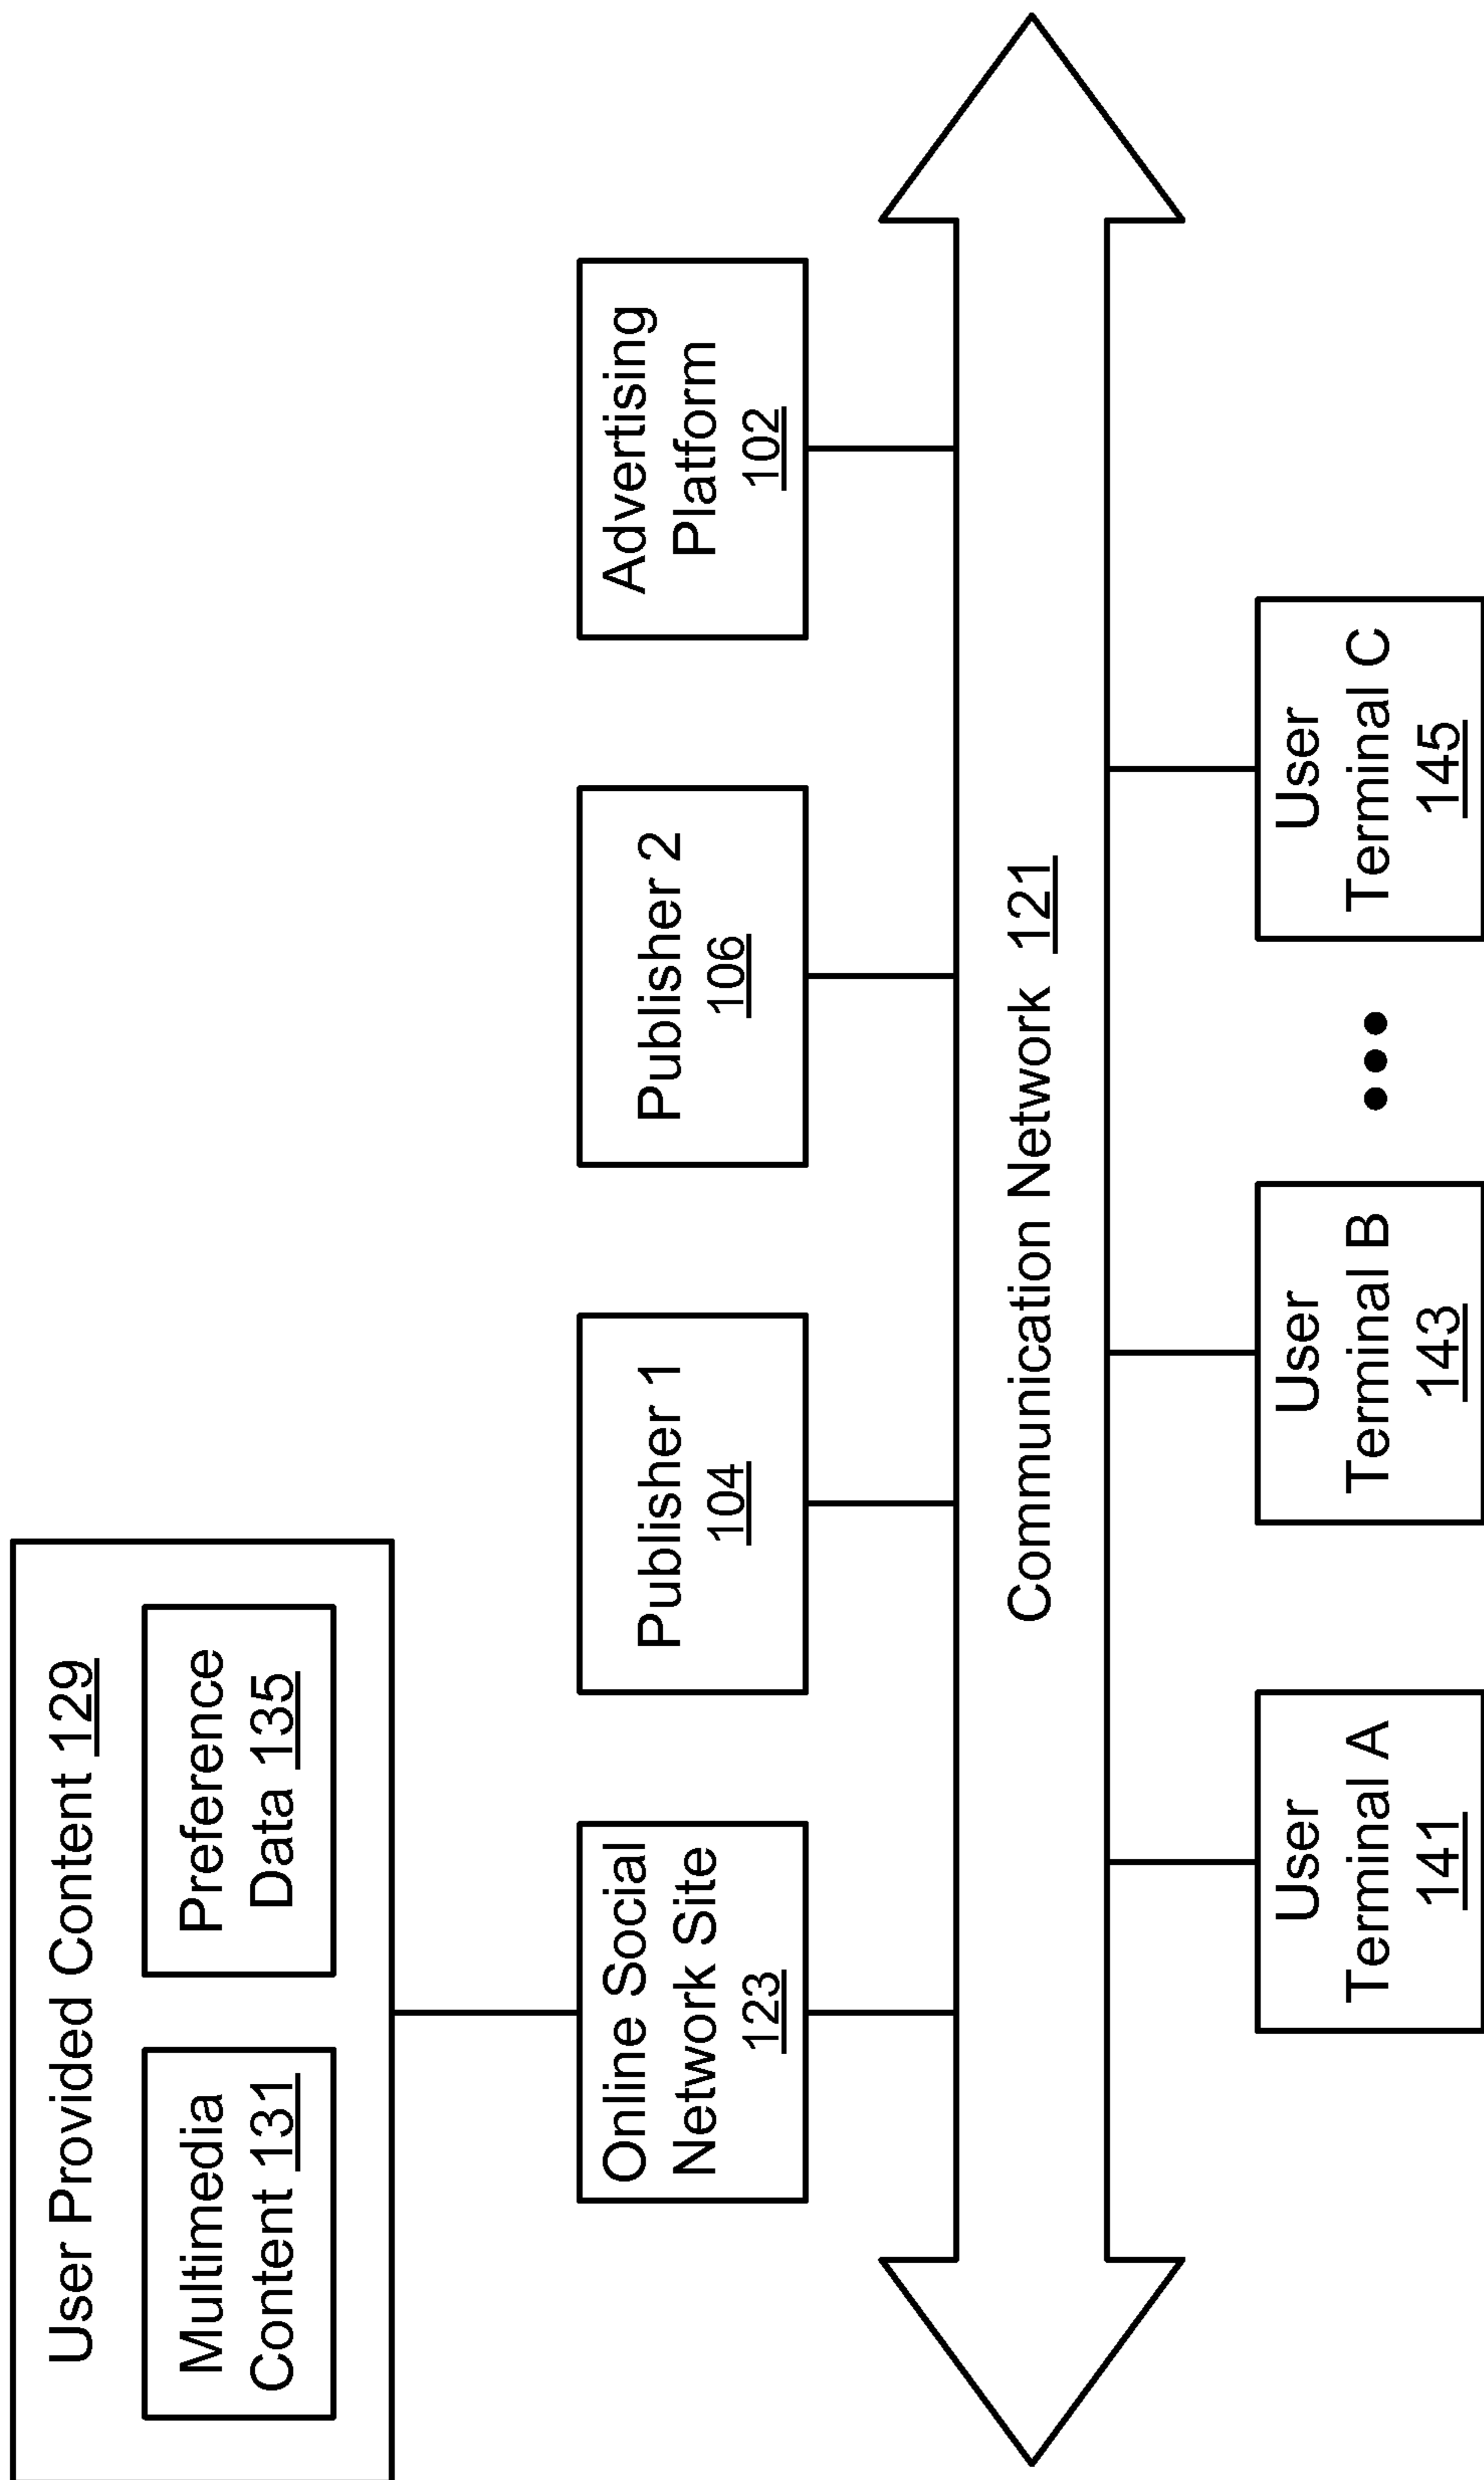 User Provided Content 129
Multimedia
Content 131
Preference
Data 135
Online Social
Network Site
123
Publisher 1
104
Publisher 2
106
Advertising
Platform
102
Communication Network 121
User
Terminal A
141
User
Terminal B
143
User
Terminal C
145